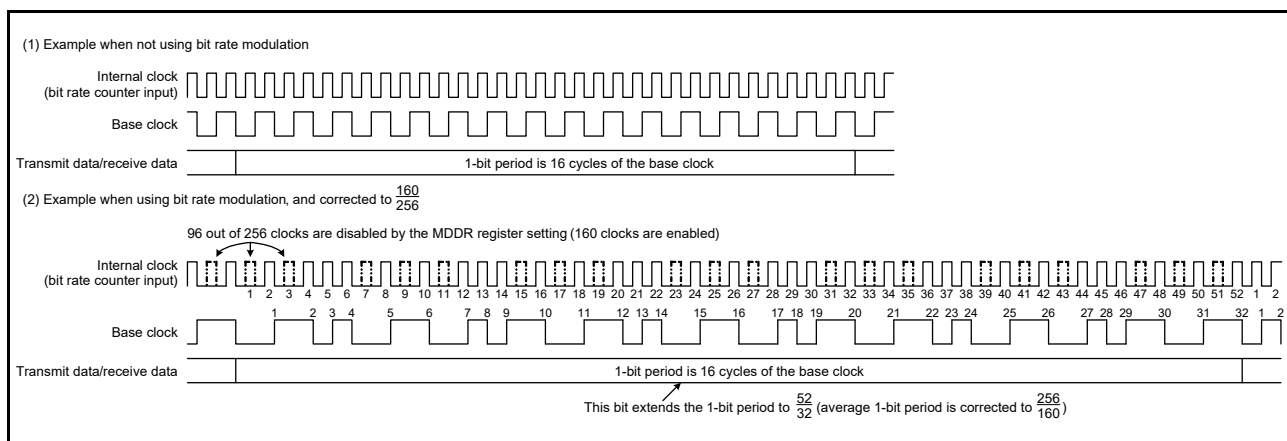 (1) Example when not using bit rate modulation
Internal clock
(bit rate counter input)
Base clock
Transmit data/receive data
1-bit period is 16 cycles of the base clock
(2) Example when using bit rate modulation, and corrected to 160/256
96 out of 256 clocks are disabled by the MDDR register setting (160 clocks are enabled)
Internal clock
(bit rate counter input)
1 2 3 4 5 6 7 8 9 10 11 12 13 14 15 16 17 18 19 20 21 22 23 24 25 26 27 28 29 30 31 32 33 34 35 36 37 38 39 40 41 42 43 44 45 46 47 48 49 50 51 52 1 2
1 2 3 4 5 6 7 8 9 10 11 12 13 14 15 16 17 18 19 20 21 22 23 24 25 26 27 28 29 30 31 32 1 2
Base clock
Transmit data/receive data
1-bit period is 16 cycles of the base clock
This bit extends the 1-bit period to 52/32 (average 1-bit period is corrected to 256/160)